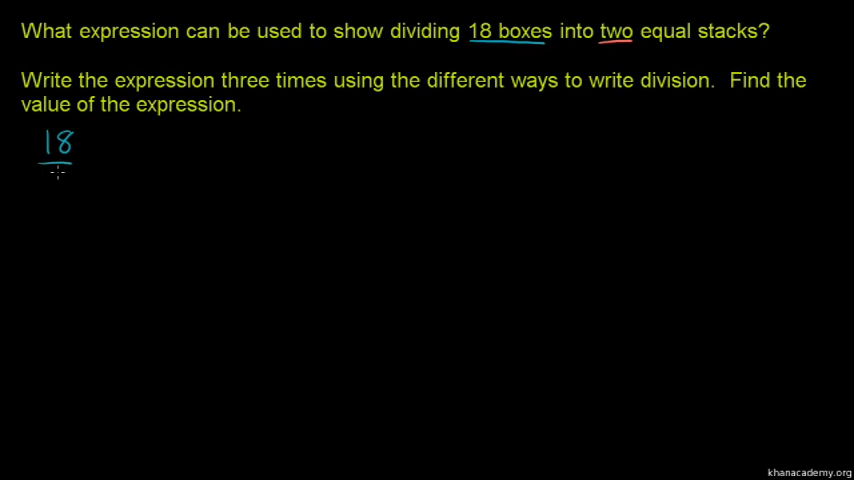 What expression can be used to show dividing 18 boxes into two equal stacks?
Write the expression three times using the different ways to write division. Find the
value of the expression.
18
khanacademy.org